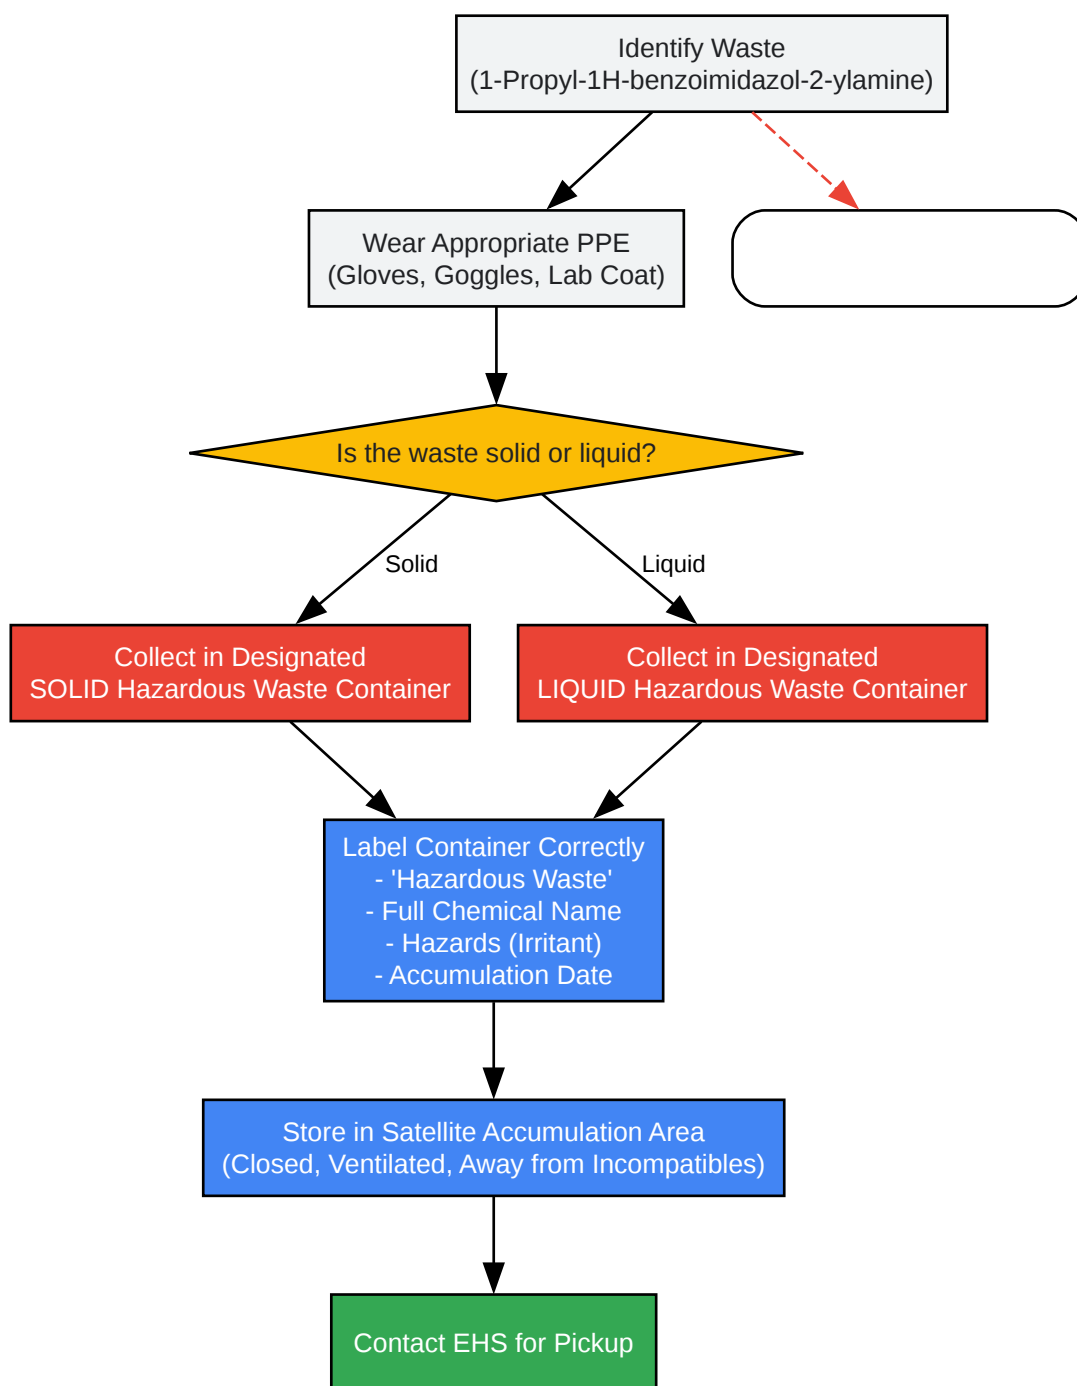 Identify Waste
(1-Propyl-1H-benzoimidazol-2-ylamine)
Wear Appropriate PPE
(Gloves, Goggles, Lab Coat)
Is the waste solid or liquid?
Solid
Liquid
Collect in Designated
SOLID Hazardous Waste Container
Collect in Designated
LIQUID Hazardous Waste Container
Label Container Correctly
- 'Hazardous Waste'
- Full Chemical Name
- Hazards (Irritant)
- Accumulation Date
Store in Satellite Accumulation Area
(Closed, Ventilated, Away from Incompatibles)
Contact EHS for Pickup